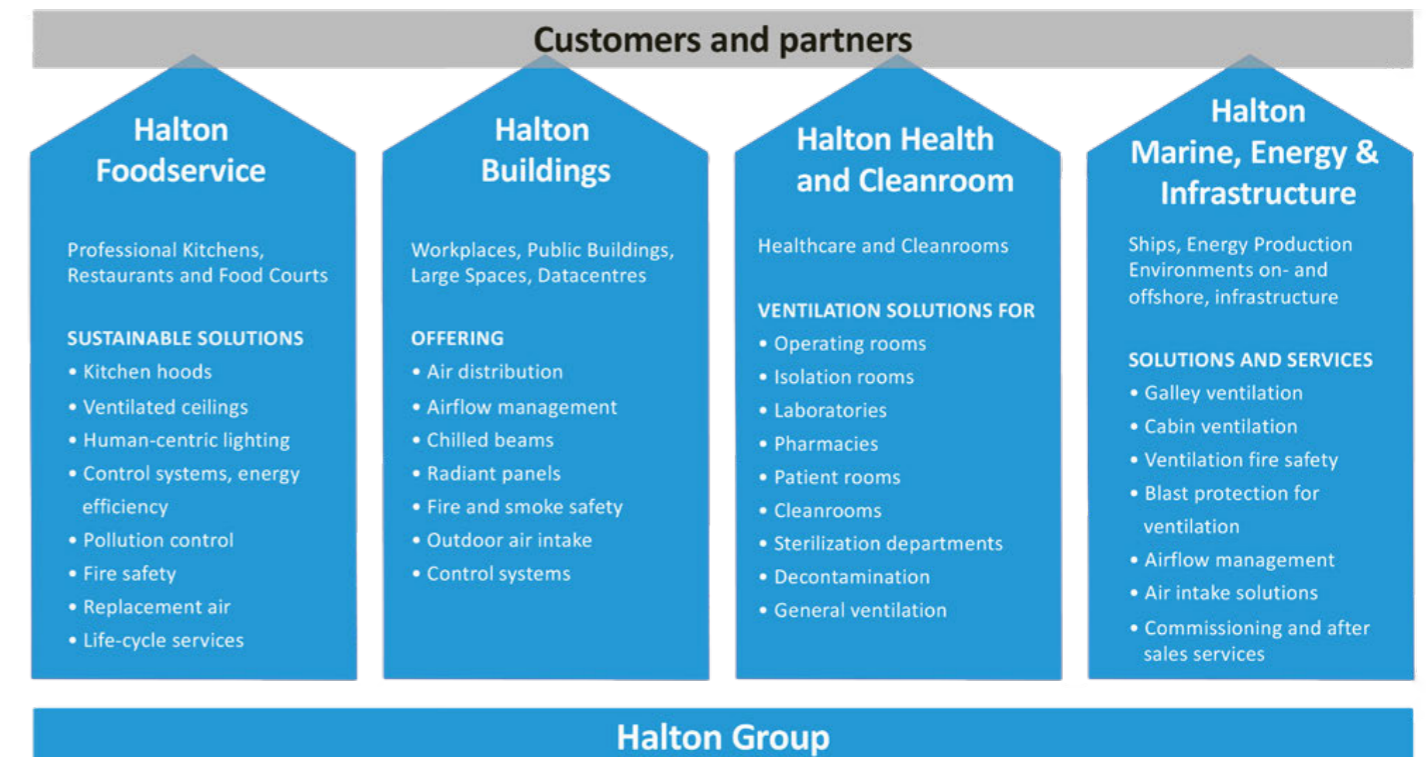 Customers and partners
Halton
Foodservice
Professional Kitchens,
Restaurants and Food Courts
SUSTAINABLE SOLUTIONS
• Kitchen hoods
• Ventilated ceilings
• Human-centric lighting
• Control systems, energy
efficiency
• Pollution control
• Fire safety
• Replacement air
• Life-cycle services
Halton
Buildings
Workplaces, Public Buildings,
Large Spaces, Datacentres
OFFERING
• Air distribution
• Airflow management
• Chilled beams
• Radiant panels
• Fire and smoke safety
• Outdoor air intake
• Control systems
Halton Health
and Cleanroom
Healthcare and Cleanrooms
VENTILATION SOLUTIONS FOR
• Operating rooms
• Isolation rooms
• Laboratories
• Pharmacies
• Patient rooms
• Cleanrooms
• Sterilization departments
• Decontamination
• General ventilation
Halton
Marine, Energy &
Infrastructure
Ships, Energy Production
Environments on- and
offshore, infrastructure
SOLUTIONS AND SERVICES
• Galley ventilation
• Cabin ventilation
• Ventilation fire safety
• Blast protection for
ventilation
• Airflow management
• Air intake solutions
• Commissioning and after
sales services
Halton Group